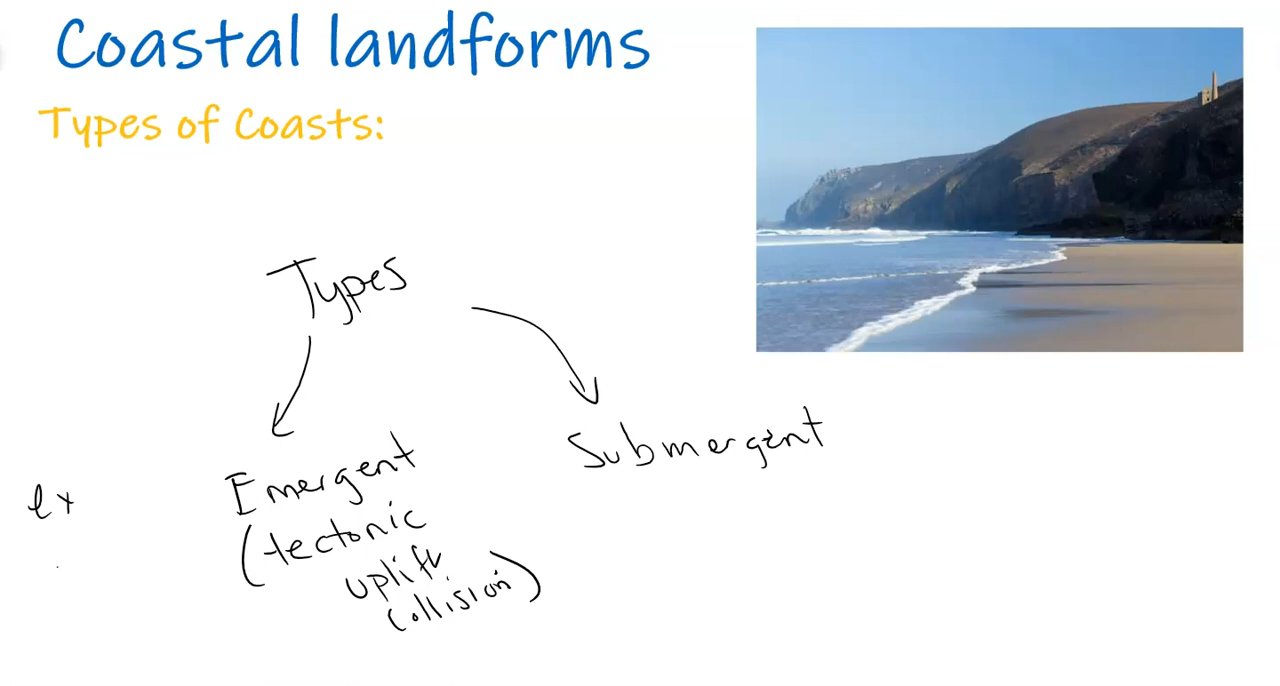 Coastal landforms
Types of Coasts:
Types
Emergent
Submergent
ex
(tectonic
uplift
collision)